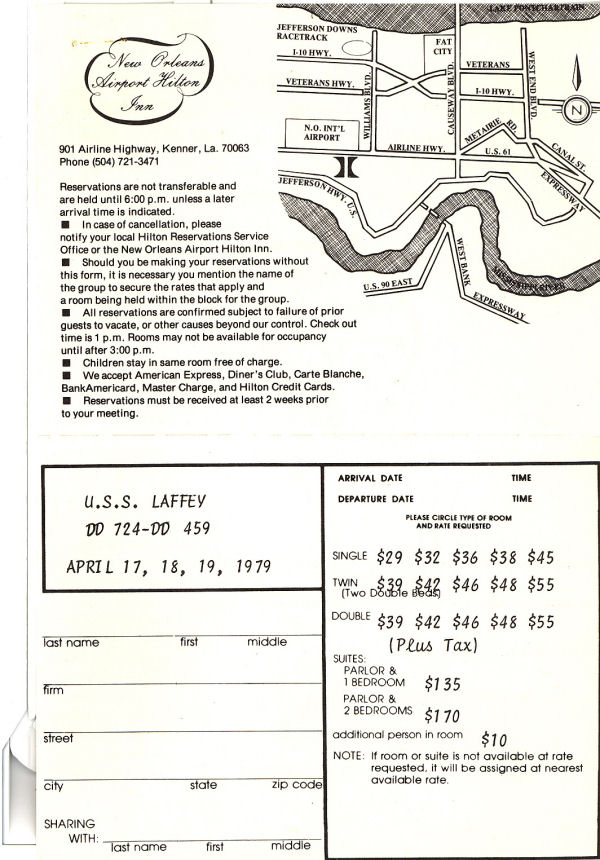 New Orleans
Airport Hilton
Inn
901 Airline Highway, Kenner, La. 70063
Phone (504) 721-3471
Reservations are not transferable and
are held until 6:00 p.m. unless a later
arrival time is indicated.
■ In case of cancellation, please
notify your local Hilton Reservations Service
Office or the New Orleans Airport Hilton Inn.
■ Should you be making your reservations without
this form, it is necessary you mention the name of
the group to secure the rates that apply and
a room being held within the block for the group.
■ All reservations are confirmed subject to failure of prior
guests to vacate, or other causes beyond our control. Check out
time is 1 p.m. Rooms may not be available for occupancy
until after 3:00 p.m.
■ Children stay in same room free of charge.
■ We accept American Express, Diner's Club, Carte Blanche,
BankAmericard, Master Charge, and Hilton Credit Cards.
■ Reservations must be received at least 2 weeks prior
to your meeting.
LAKE PONTCHARTRAIN
JEFFERSON DOWNS
RACETRACK
FAT
CITY
I-10 HWY.
VETERANS
VETERANS HWY.
I-10 HWY.
WILLIAMS BLVD.
CAUSEWAY BLVD.
WEST END BLVD.
N
N.O. INT'L
AIRPORT
METAIRIE RD.
AIRLINE HWY.
U.S. 61
CANAL ST.
EXPRESSWAY
JEFFERSON HWY. U.S.
WEST BANK
EXPRESSWAY
MISSISSIPPI RIVER
U.S. 90 EAST
U.S.S. LAFFEY
DD 724-DD 459
APRIL 17, 18, 19, 1979
last name first middle
firm
street
city state zip code
SHARING
WITH:
last name first middle
ARRIVAL DATE TIME
DEPARTURE DATE TIME
PLEASE CIRCLE TYPE OF ROOM
AND RATE REQUESTED
SINGLE $29 $32 $36 $38 $45
TWIN $39 $42 $46 $48 $55
(Two Double Beds)
DOUBLE $39 $42 $46 $48 $55
(Plus Tax)
SUITES:
PARLOR &
1 BEDROOM $135
PARLOR &
2 BEDROOMS $170
additional person in room $10
NOTE: If room or suite is not available at rate
requested, it will be assigned at nearest
available rate.